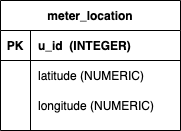 meter_location
PK u_id (INTEGER)
latitude (NUMERIC)
longitude (NUMERIC)